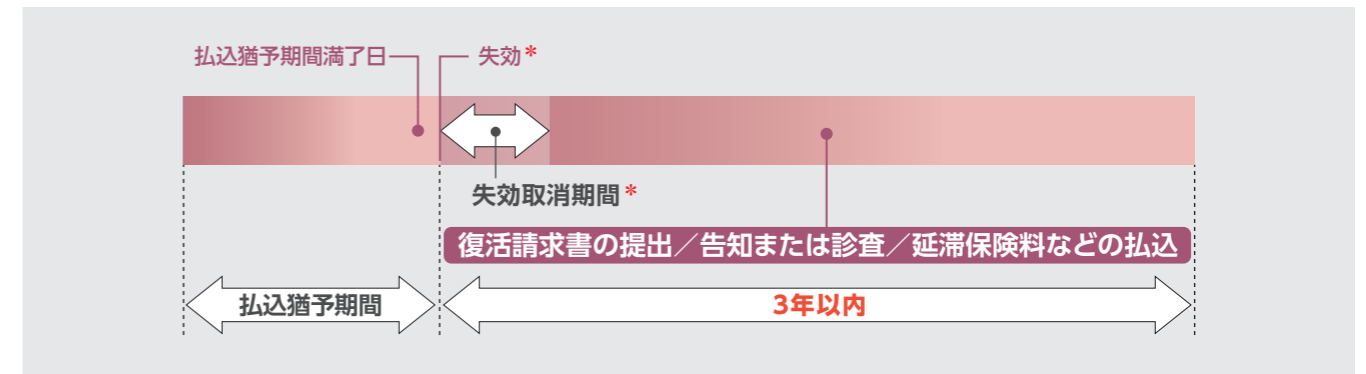 払込猶予期間満了日
失効*
失効取消期間*
復活請求書の提出／告知または診査／延滞保険料などの払込
払込猶予期間
3年以内